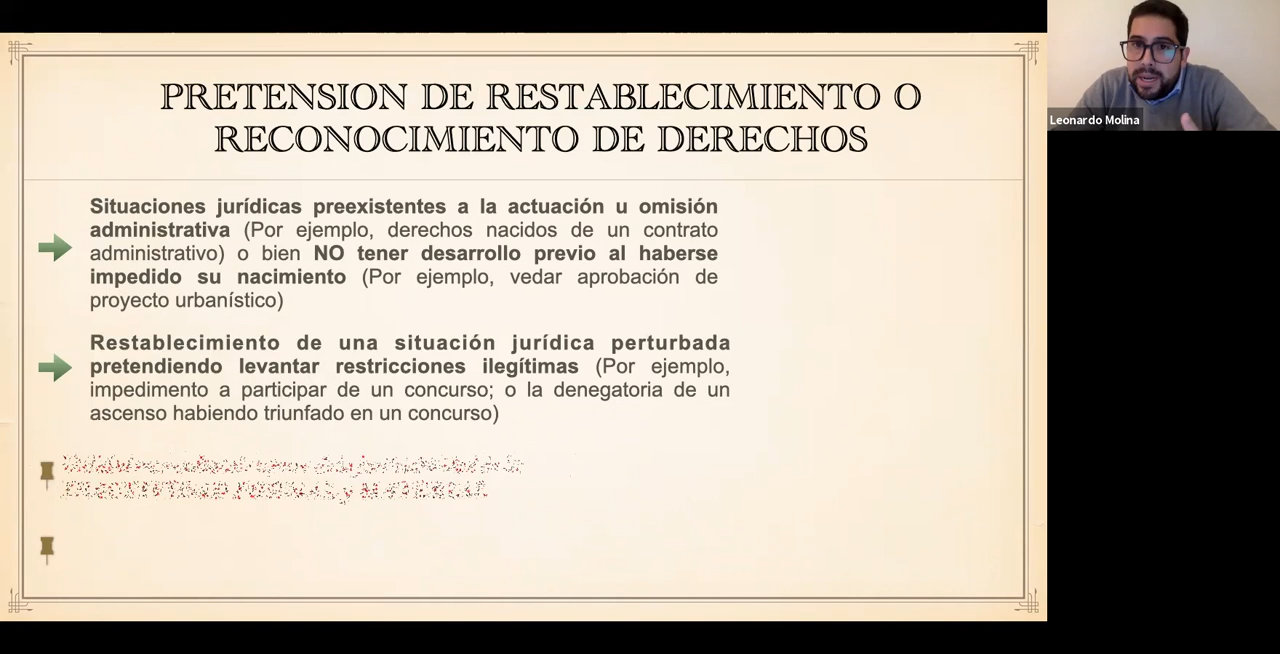 PRETENSION DE RESTABLECIMIENTO O
RECONOCIMIENTO DE DERECHOS
Situaciones jurídicas preexistentes a la actuación u omisión
administrativa (Por ejemplo, derechos nacidos de un contrato
administrativo) o bien NO tener desarrollo previo al haberse
impedido su nacimiento (Por ejemplo, vedar aprobación de
proyecto urbanístico)
Restablecimiento de una situación jurídica perturbada
pretendiendo levantar restricciones ilegítimas (Por ejemplo,
impedimento a participar de un concurso; o la denegatoria de un
ascenso habiendo triunfado en un concurso)
Leonardo Molina